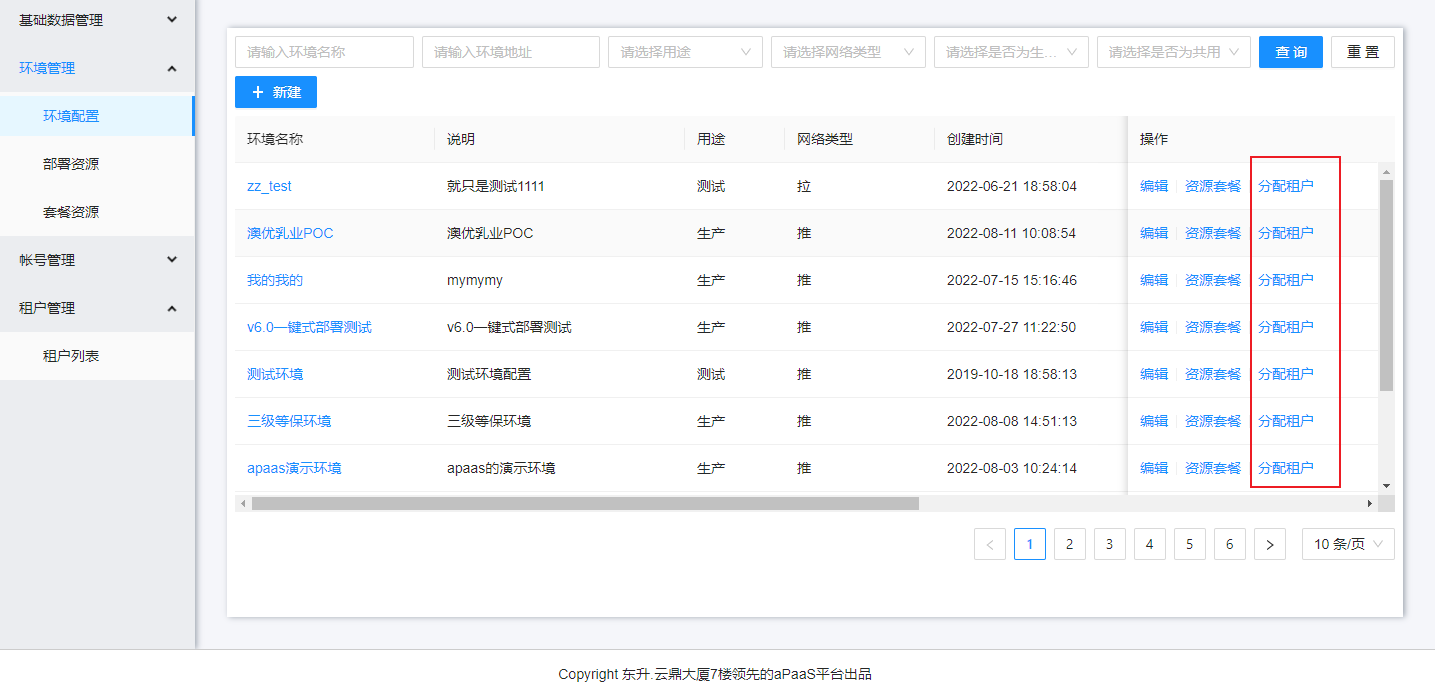 基础数据管理
环境管理
环境配置
部署资源
套餐资源
帐号管理
租户管理
租户列表
请输入环境名称 请输入环境地址 请选择用途 请选择网络类型 请选择是否为生... 请选择是否为共用 查 询 重 置
+ 新建
环境名称 说明 用途 网络类型 创建时间 操作
zz_test 就只是测试1111 测试 拉 2022-06-21 18:58:04 编辑 资源套餐 分配租户
澳优乳业POC 澳优乳业POC 生产 推 2022-08-11 10:08:54 编辑 资源套餐 分配租户
我的我的 mymymy 生产 推 2022-07-15 15:16:46 编辑 资源套餐 分配租户
v6.0一键式部署测试 v6.0一键式部署测试 生产 推 2022-07-27 11:22:50 编辑 资源套餐 分配租户
测试环境 测试环境配置 测试 推 2019-10-18 18:58:13 编辑 资源套餐 分配租户
三级等保环境 三级等保环境 生产 推 2022-08-08 14:51:13 编辑 资源套餐 分配租户
apaas演示环境 apaas的演示环境 生产 推 2022-08-03 10:24:14 编辑 资源套餐 分配租户
< 1 2 3 4 5 6 > 10 条/页
Copyright 东升.云鼎大厦7楼领先的aPaaS平台出品